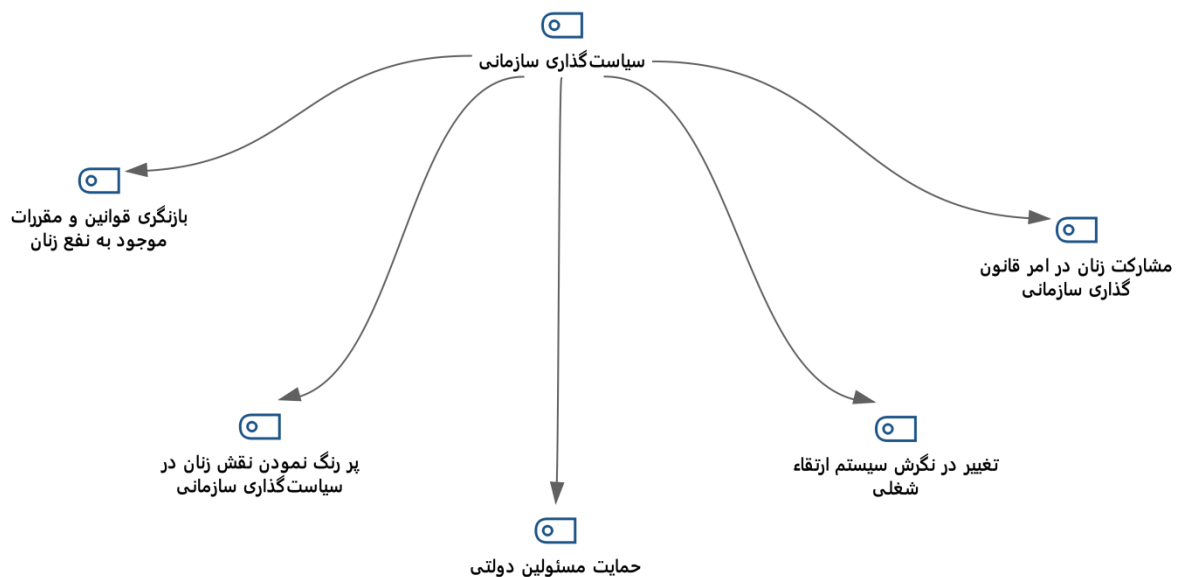 سیاست‌گذاری سازمانی
بازنگری قوانین و مقررات
موجود به نفع زنان
مشارکت زنان در امر قانون
گذاری سازمانی
پر رنگ نمودن نقش زنان در
سیاست‌گذاری سازمانی
تغییر در نگرش سیستم ارتقاء
شغلی
حمایت مسئولین دولتی